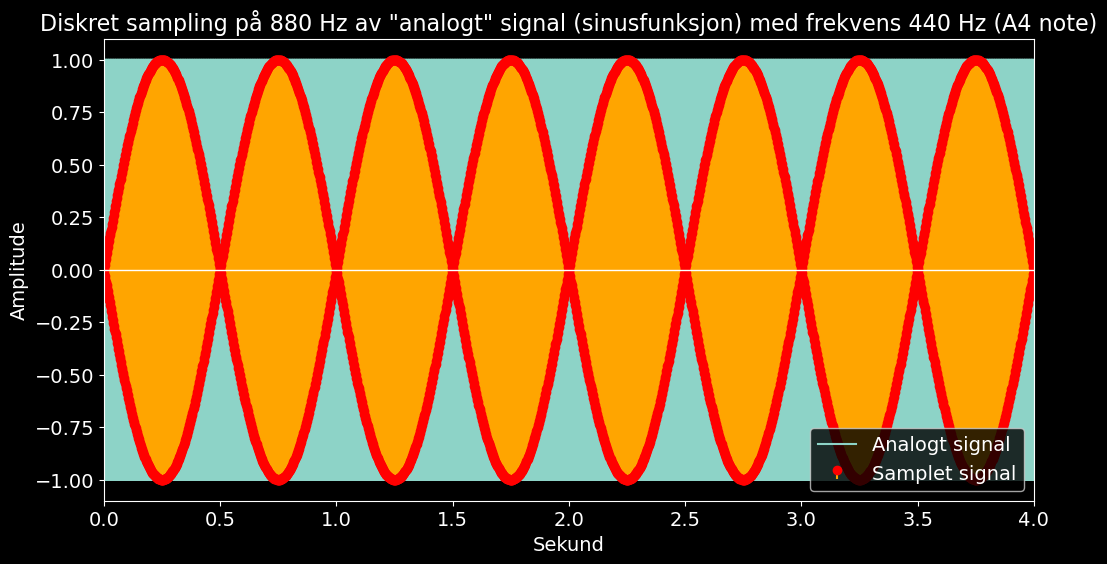 Diskret sampling på 880 Hz av "analogt" signal (sinusfunksjon) med frekvens 440 Hz (A4 note)
Amplitude
1.00
0.75
0.50
0.25
0.00
−0.25
−0.50
−0.75
−1.00
Analogt signal
Samplet signal
0.0 0.5 1.0 1.5 2.0 2.5 3.0 3.5 4.0
Sekund